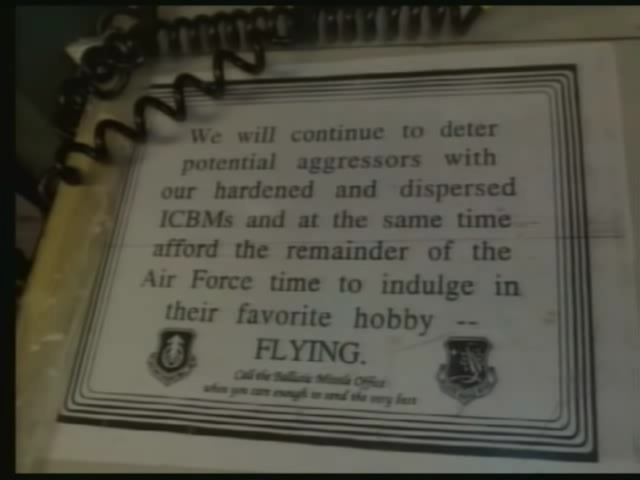 We will continue to deter
potential aggressors with
our hardened and dispersed
ICBMs and at the same time
afford the remainder of the
Air Force time to indulge in
their favorite hobby --
FLYING.
Call the Ballistic Missile Office
when you care enough to send the very best